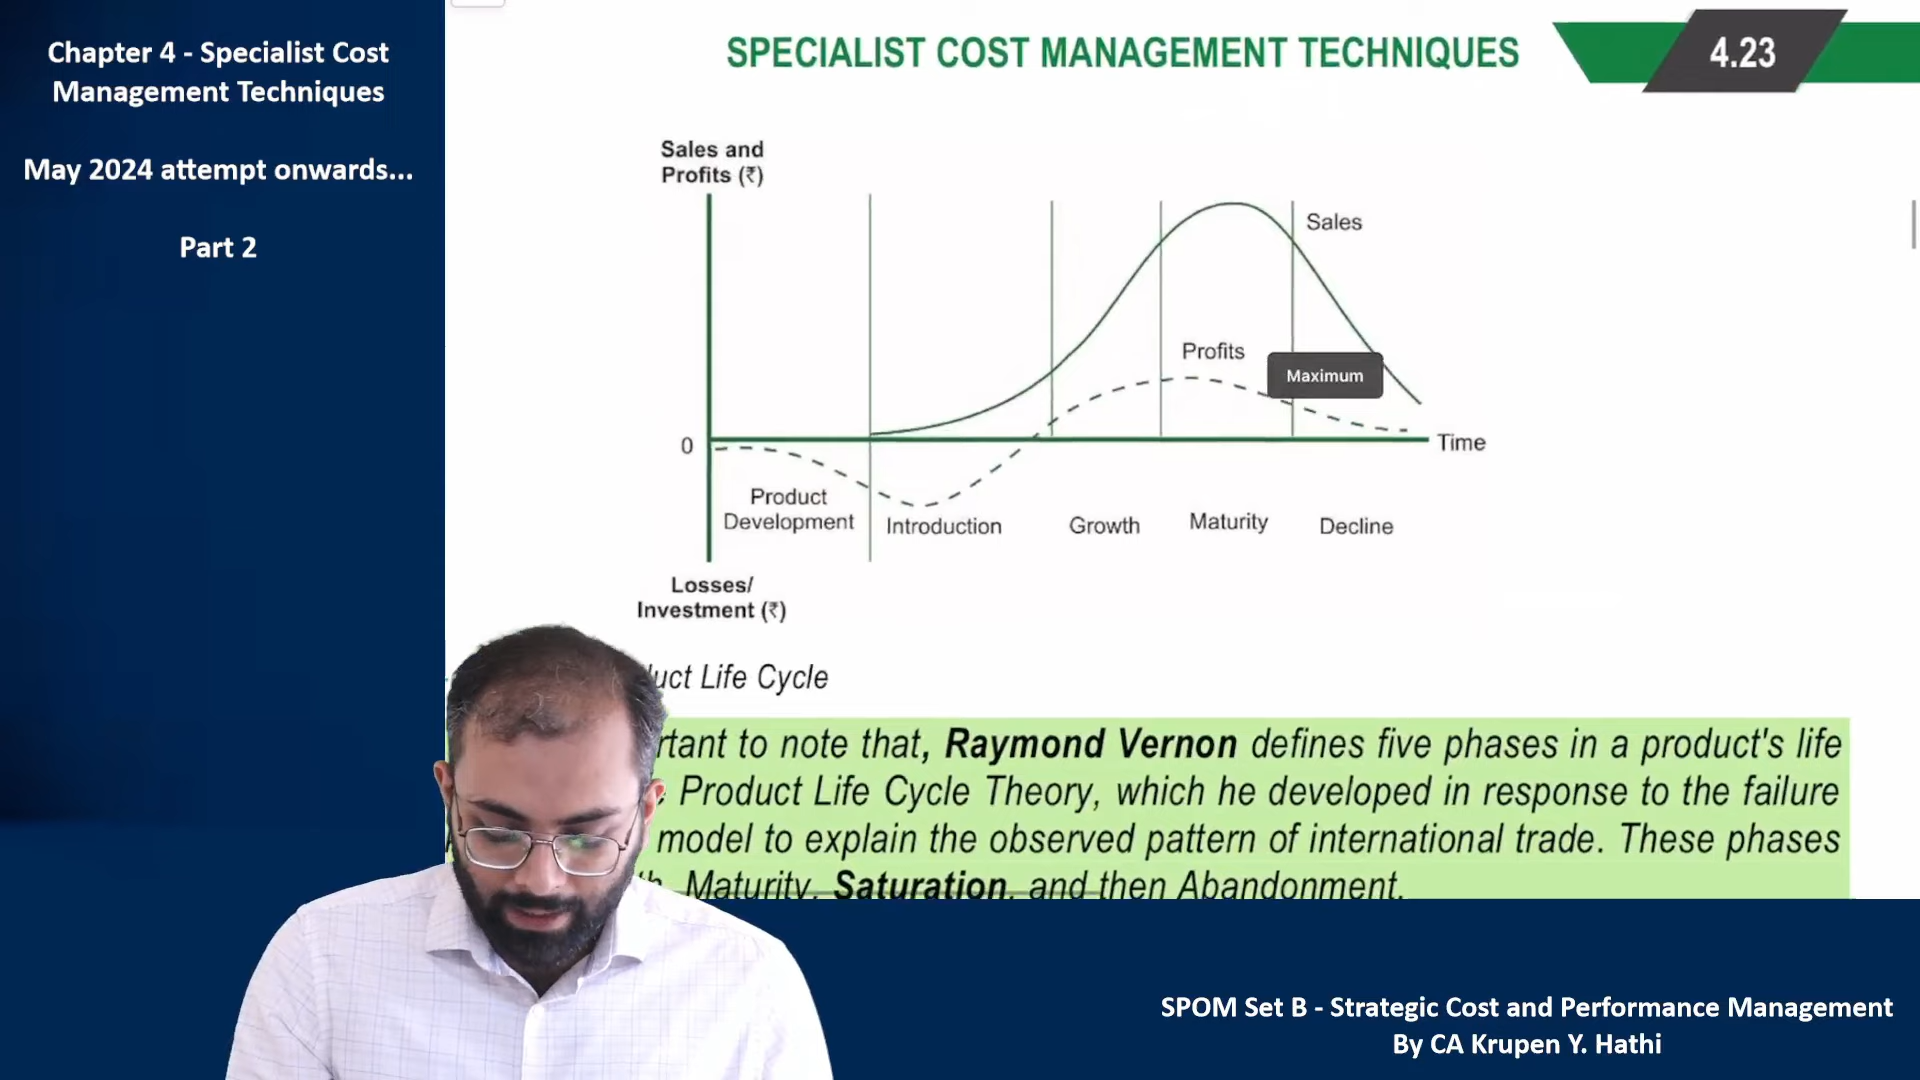 Chapter 4 - Specialist Cost
Management Techniques
May 2024 attempt onwards...
Part 2
SPECIALIST COST MANAGEMENT TECHNIQUES
4.23
Sales and
Profits (₹)
Sales
Profits
Maximum
0
Time
Product
Development
Introduction
Growth
Maturity
Decline
Losses/
Investment (₹)
Life Cycle
to note that, Raymond Vernon defines five phases in a product's life
Product Life Cycle Theory, which he developed in response to the failure
model to explain the observed pattern of international trade. These phases
Maturity, Saturation, and then Abandonment.
SPOM Set B - Strategic Cost and Performance Management
By CA Krupen Y. Hathi